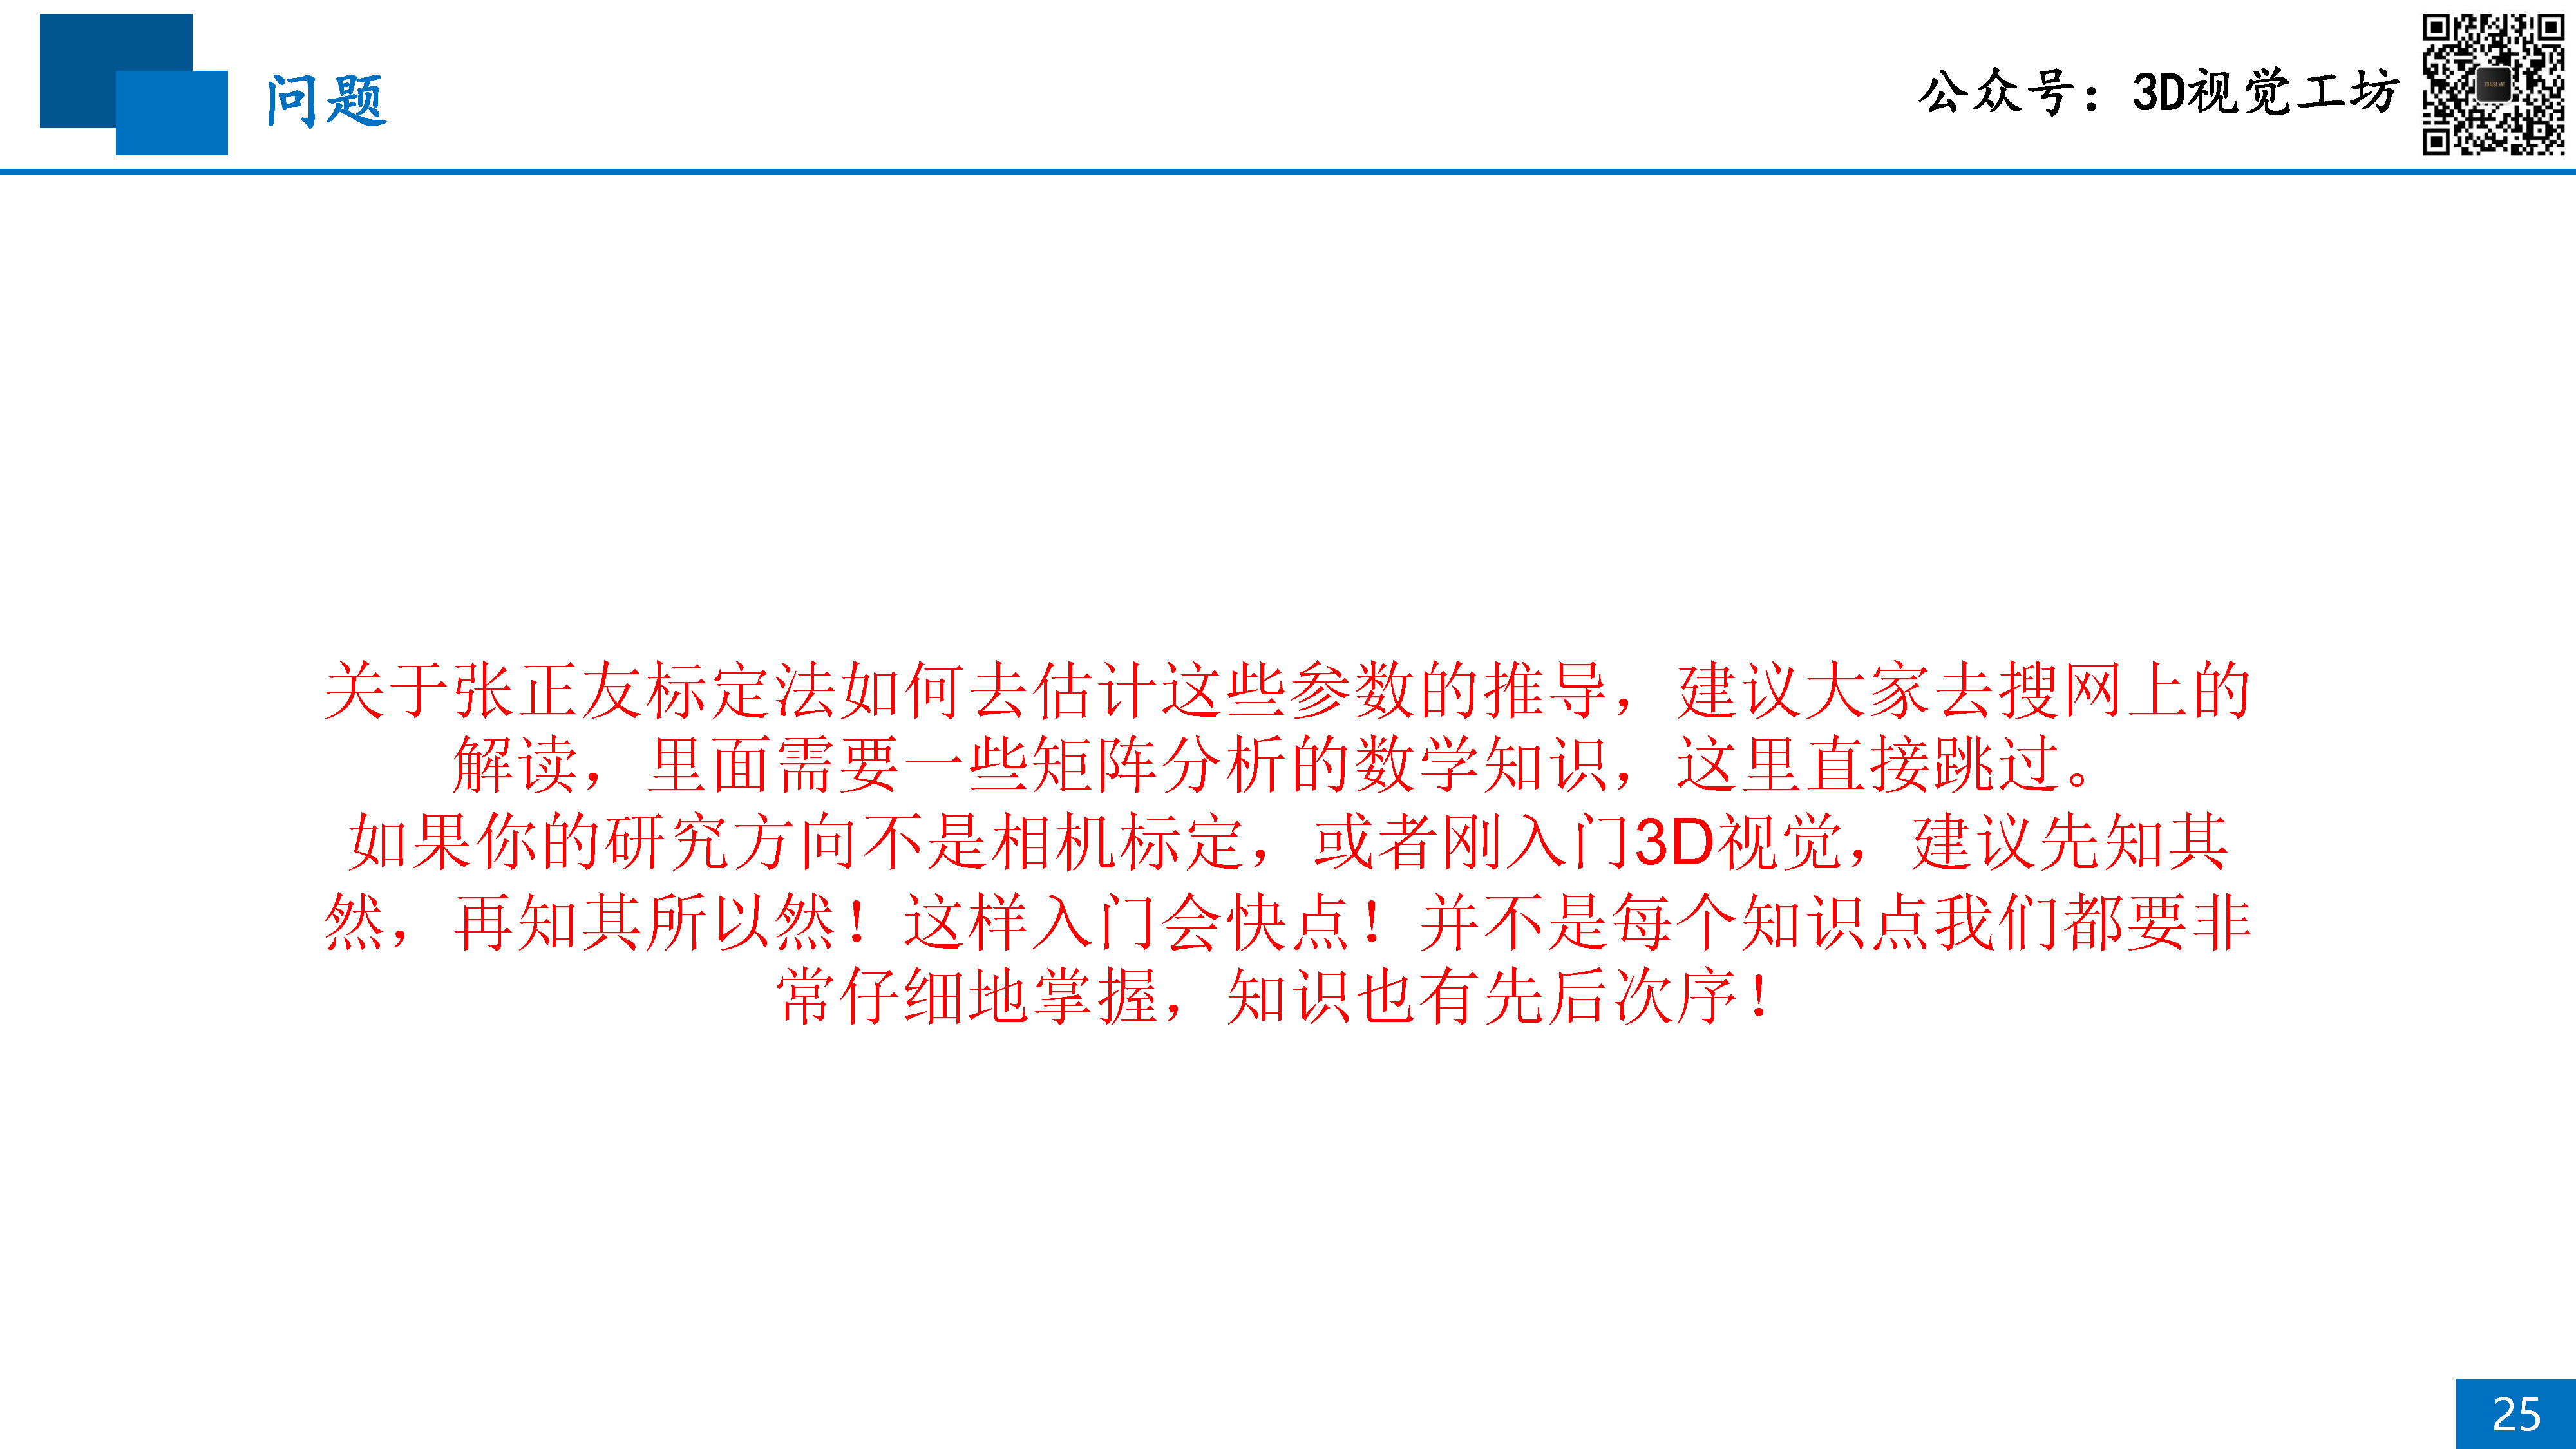 问题
公众号：3D视觉工坊
关于张正友标定法如何去估计这些参数的推导，建议大家去搜网上的
解读，里面需要一些矩阵分析的数学知识，这里直接跳过。
如果你的研究方向不是相机标定，或者刚入门3D视觉，建议先知其
然，再知其所以然！这样入门会快点！并不是每个知识点我们都要非
常仔细地掌握，知识也有先后次序！
25